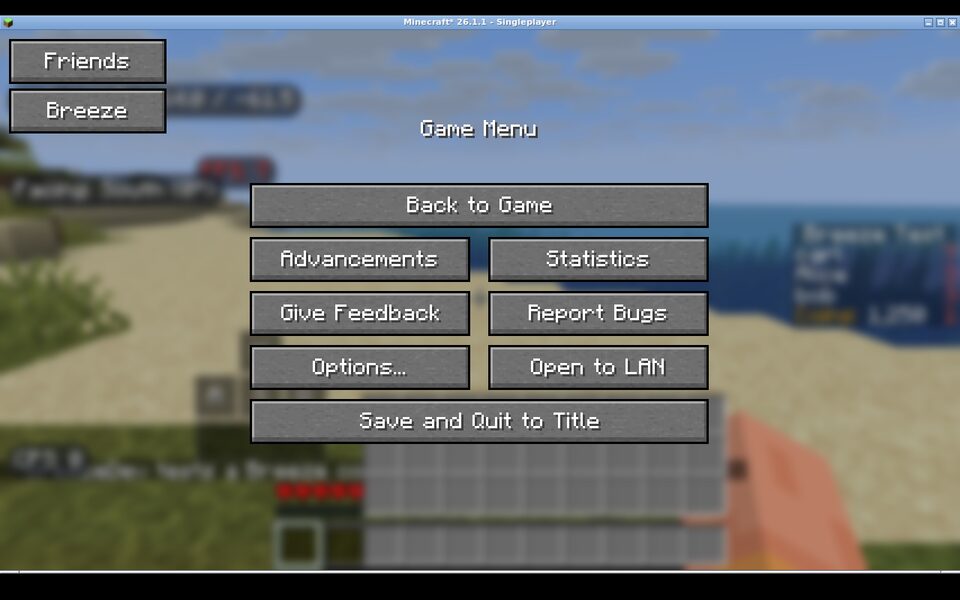 Minecraft* 26.1.1 - Singleplayer
Friends
Breeze
Game Menu
Back to Game
Advancements
Statistics
Give Feedback
Report Bugs
Options...
Open to LAN
Save and Quit to Title